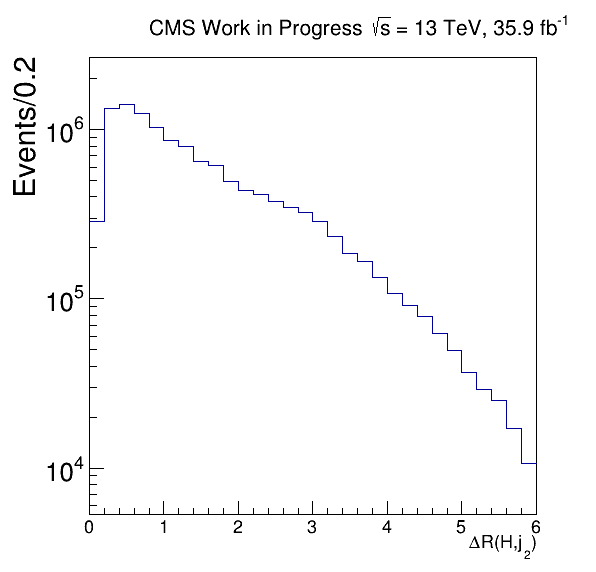 CMS Work in Progress √s = 13 TeV, 35.9 fb⁻¹
Events/0.2
10⁶
10⁵
10⁴
0 1 2 3 4 5 6
ΔR(H,j₂)